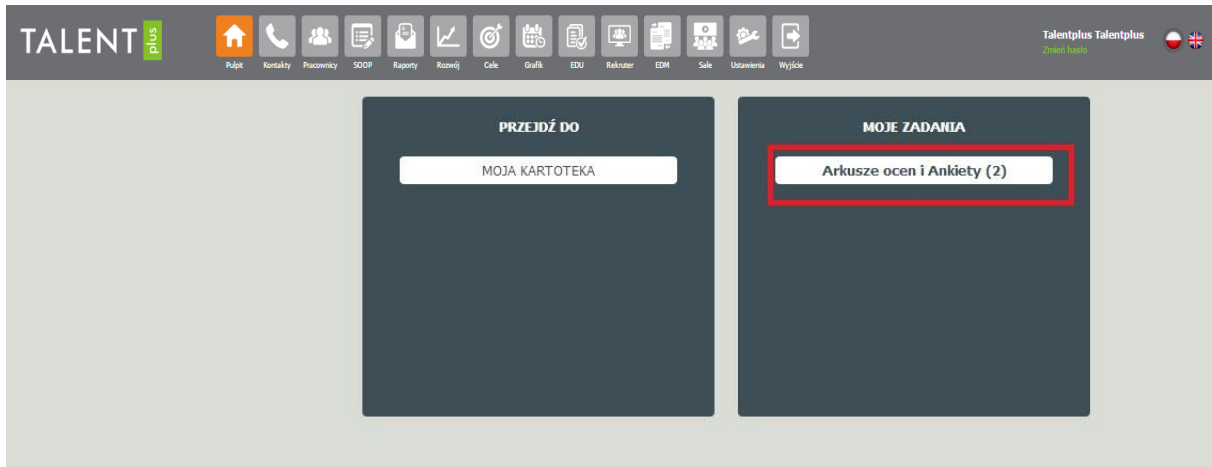 TALENT plus
Talentplus Talentplus
Zmień hasło
Pulpit Kontakty Pracownicy SOOP Raporty Rozwój Cele Grafik EDU Rekruter EDM Sale Ustawienia Wyjście
PRZEJDŹ DO
MOJA KARTOTEKA
MOJE ZADANIA
Arkusze ocen i Ankiety (2)